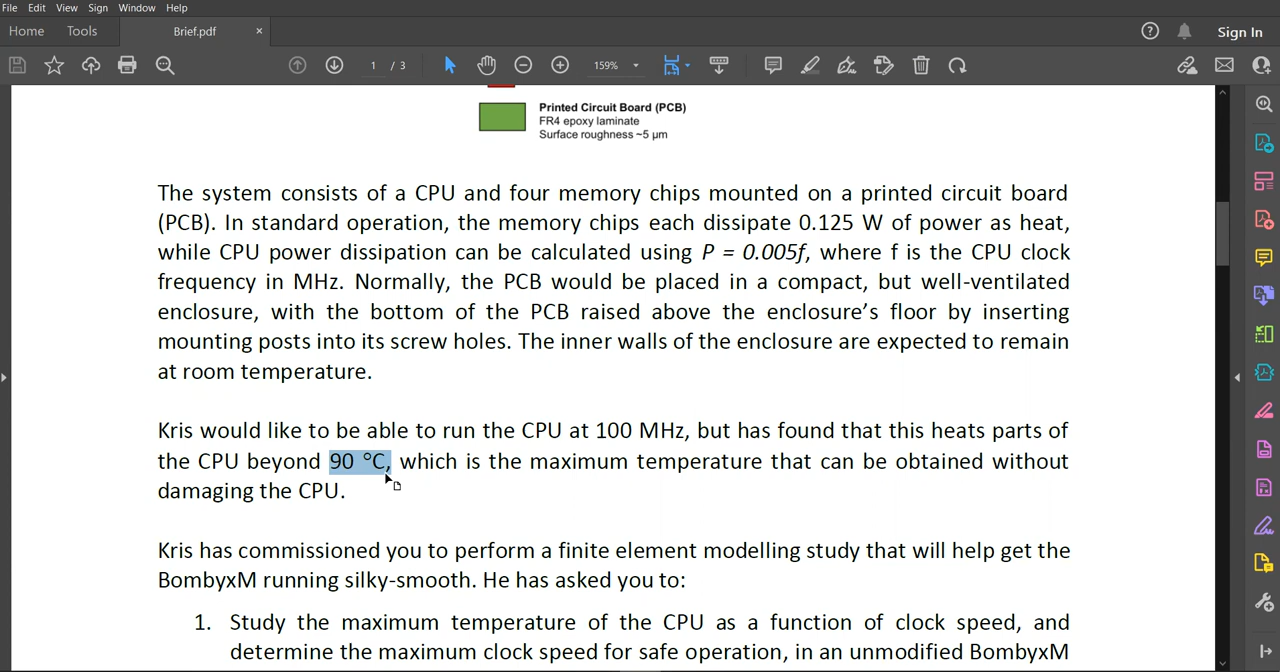 File Edit View Sign Window Help
Home Tools Brief.pdf × Sign In
1 / 3 159%
Printed Circuit Board (PCB)
FR4 epoxy laminate
Surface roughness ~5 μm
The system consists of a CPU and four memory chips mounted on a printed circuit board
(PCB). In standard operation, the memory chips each dissipate 0.125 W of power as heat,
while CPU power dissipation can be calculated using P = 0.005f, where f is the CPU clock
frequency in MHz. Normally, the PCB would be placed in a compact, but well-ventilated
enclosure, with the bottom of the PCB raised above the enclosure's floor by inserting
mounting posts into its screw holes. The inner walls of the enclosure are expected to remain
at room temperature.
Kris would like to be able to run the CPU at 100 MHz, but has found that this heats parts of
the CPU beyond 90 °C, which is the maximum temperature that can be obtained without
damaging the CPU.
Kris has commissioned you to perform a finite element modelling study that will help get the
BombyxM running silky-smooth. He has asked you to:
1. Study the maximum temperature of the CPU as a function of clock speed, and
determine the maximum clock speed for safe operation, in an unmodified BombyxM